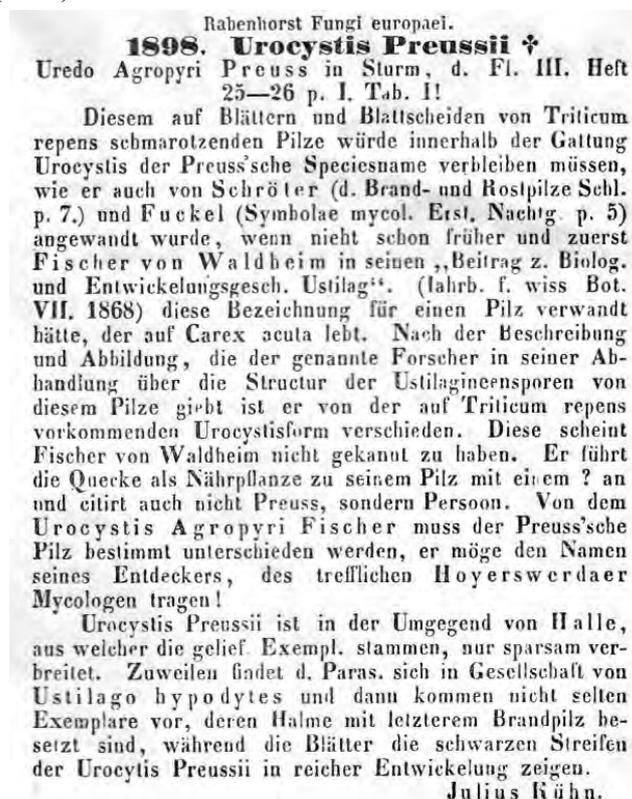 Rabenhorst Fungi europaei.
1898. Urocystis Preussii †
Uredo Agropyri Preuss in Sturm, d. Fl. III. Heft
25—26 p. I. Tab. I!
Diesem auf Blättern und Blattscheiden von Triticum
repens schmarotzenden Pilze würde innerhalb der Gattung
Urocystis der Preuss'sche Speciesname verbleiben müssen,
wie er auch von Schröter (d. Brand- und Rostpilze Schl.
p. 7.) und Fuckel (Symbolae mycol. Erst. Nachtg. p. 5)
angewandt wurde, wenn nicht schon früher und zuerst
Fischer von Waldheim in seinen „Beitrag z. Biolog.
und Entwickelungsgesch. Ustilag“. (Iahrb. f. wiss Bot.
VII. 1868) diese Bezeichnung für einen Pilz verwandt
hätte, der auf Carex acuta lebt. Nach der Beschreibung
und Abbildung, die der genannte Forscher in seiner Ab-
handlung über die Structur der Ustilagineensporen von
diesem Pilze giebt ist er von der auf Triticum repens
vorkommenden Urocystisform verschieden. Diese scheint
Fischer von Waldheim nicht gekannt zu haben. Er führt
die Quecke als Nährpflanze zu seinem Pilz mit einem ? an
und citirt auch nicht Preuss, sondern Persoon. Von dem
Urocystis Agropyri Fischer muss der Preuss'sche
Pilz bestimmt unterschieden werden, er möge den Namen
seines Entdeckers, des trefflichen Hoyerswerdaer
Mycologen tragen!
Urocystis Preussii ist in der Umgegend von Halle,
aus welcher die gelief. Exempl. stammen, nur sparsam ver-
breitet. Zuweilen findet d. Paras. sich in Gesellschaft von
Ustilago hypodytes und dann kommen nicht selten
Exemplare vor, deren Halme mit letzterem Brandpilz be-
setzt sind, während die Blätter die schwarzen Streifen
der Urocytis Preussii in reicher Entwickelung zeigen.
Julius Kühn.